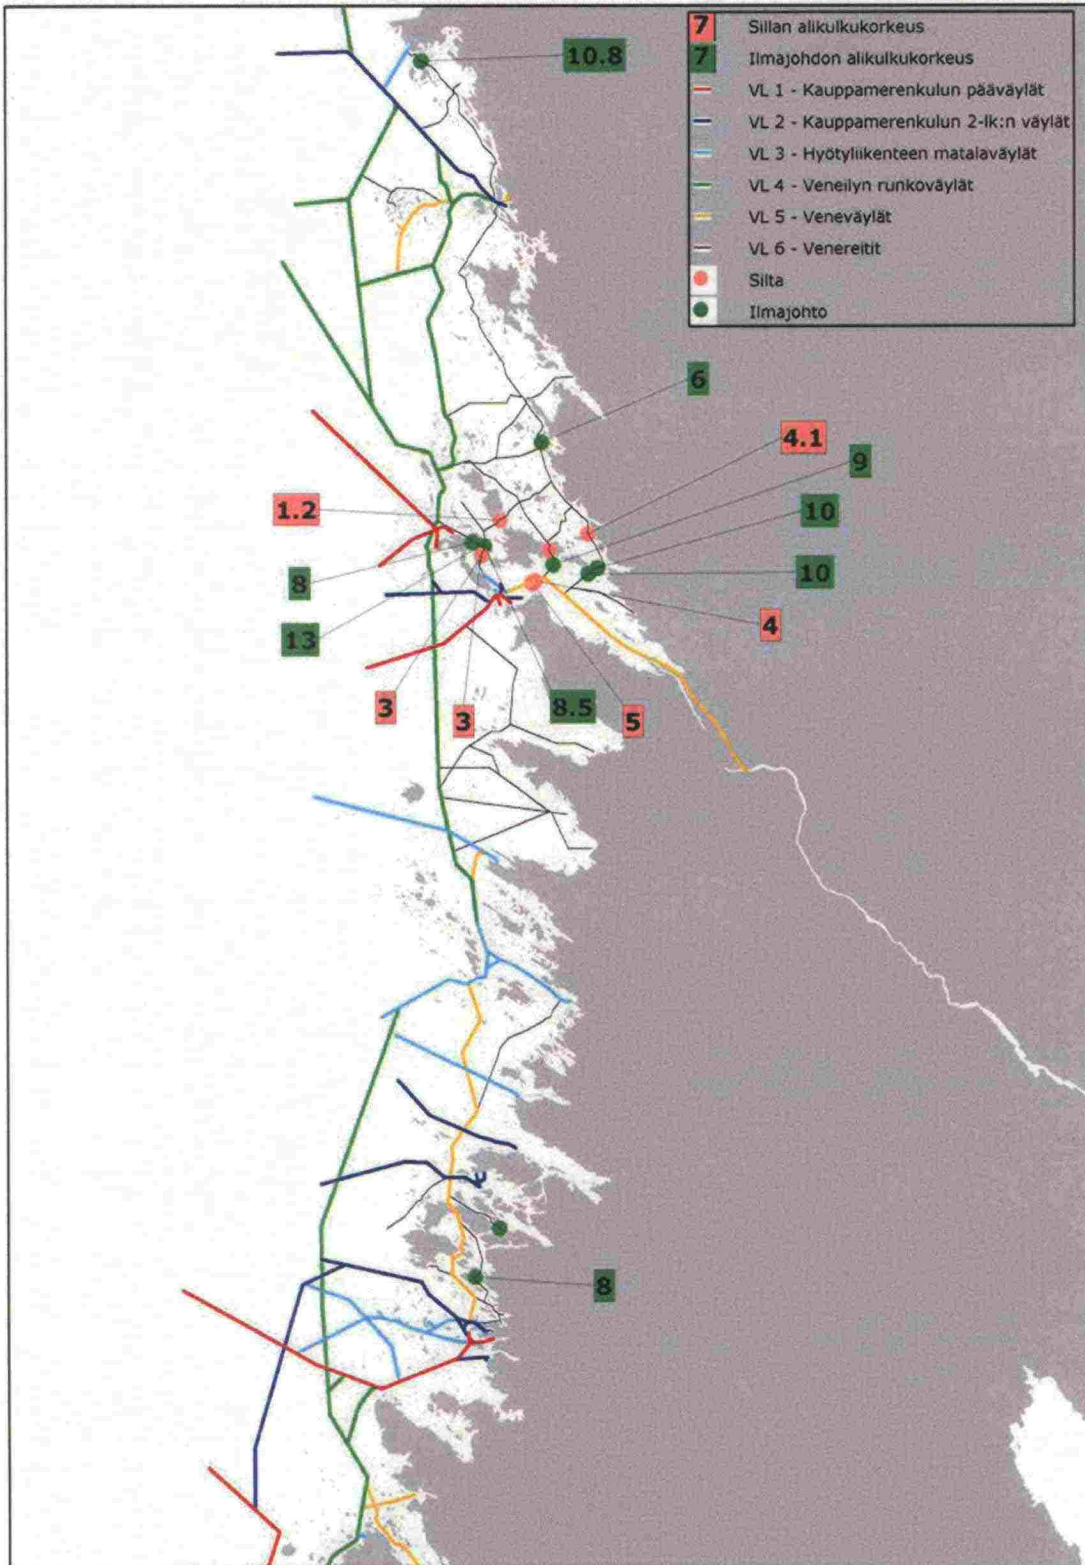 7 Sillan alikulkukorkeus
7 Ilmajohdon alikulkukorkeus
VL 1 - Kauppamerenkulun pääväylät
VL 2 - Kauppamerenkulun 2-lk:n väylät
VL 3 - Hyötyliikenteen matalaväylät
VL 4 - Veneilyn runkoväylät
VL 5 - Veneväylät
VL 6 - Venereitit
Silta
Ilmajohto
10.8
6
4.1
9
1.2
10
8
10
13
4
3
3
8.5
5
8